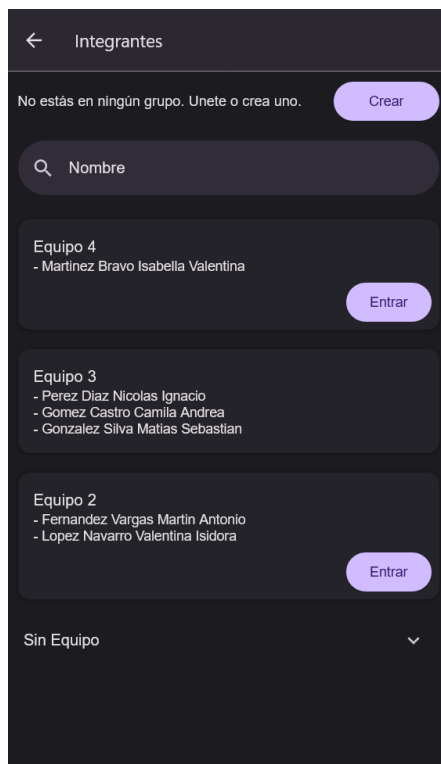 Integrantes
No estás en ningún grupo. Unete o crea uno.
Crear
Nombre
Equipo 4
- Martinez Bravo Isabella Valentina
Entrar
Equipo 3
- Perez Diaz Nicolas Ignacio
- Gomez Castro Camila Andrea
- Gonzalez Silva Matias Sebastian
Equipo 2
- Fernandez Vargas Martin Antonio
- Lopez Navarro Valentina Isidora
Entrar
Sin Equipo